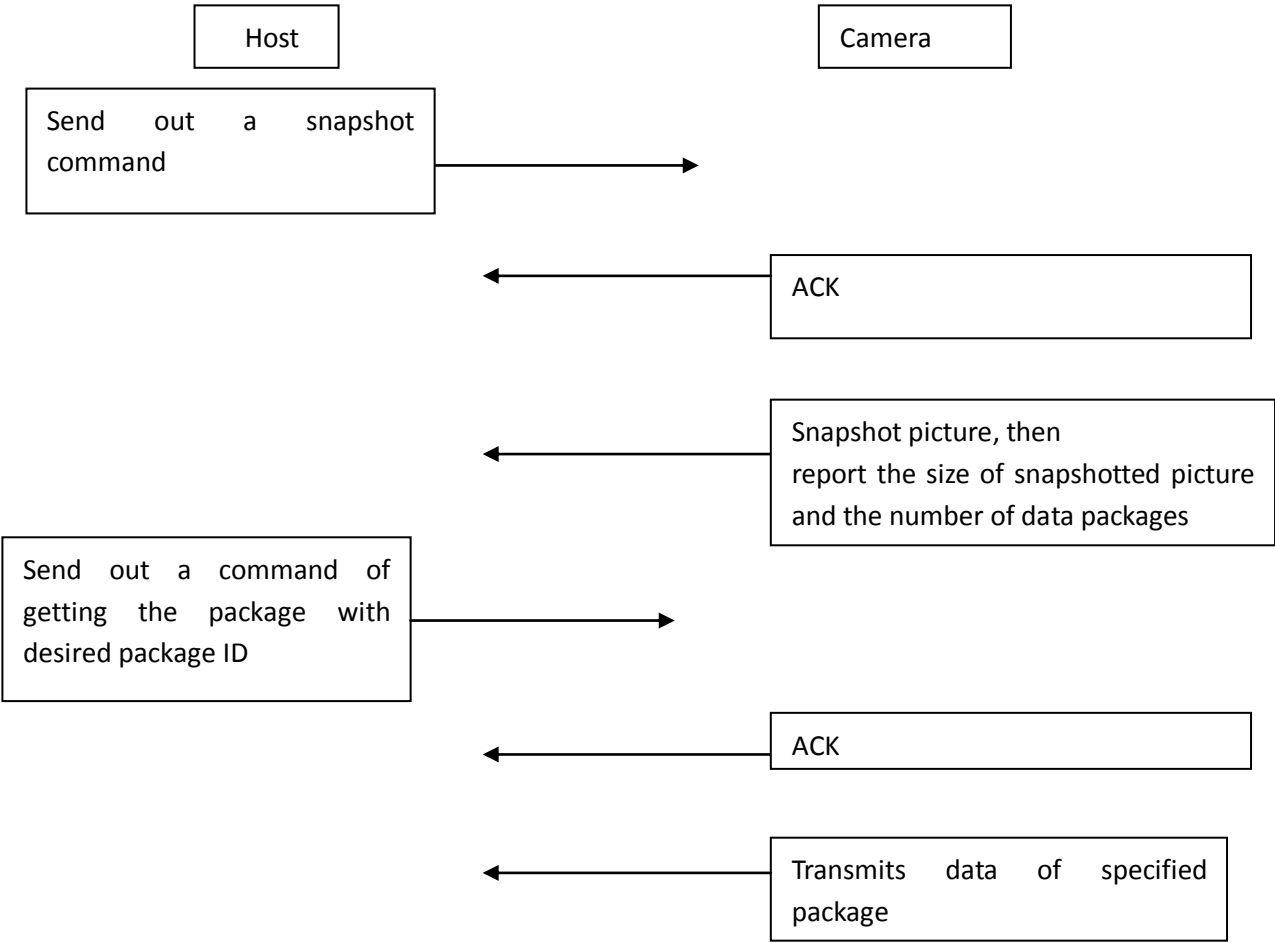 Host
Camera
Send out a snapshot
command
ACK
Snapshot picture, then
report the size of snapshotted picture
and the number of data packages
Send out a command of
getting the package with
desired package ID
ACK
Transmits data of specified
package